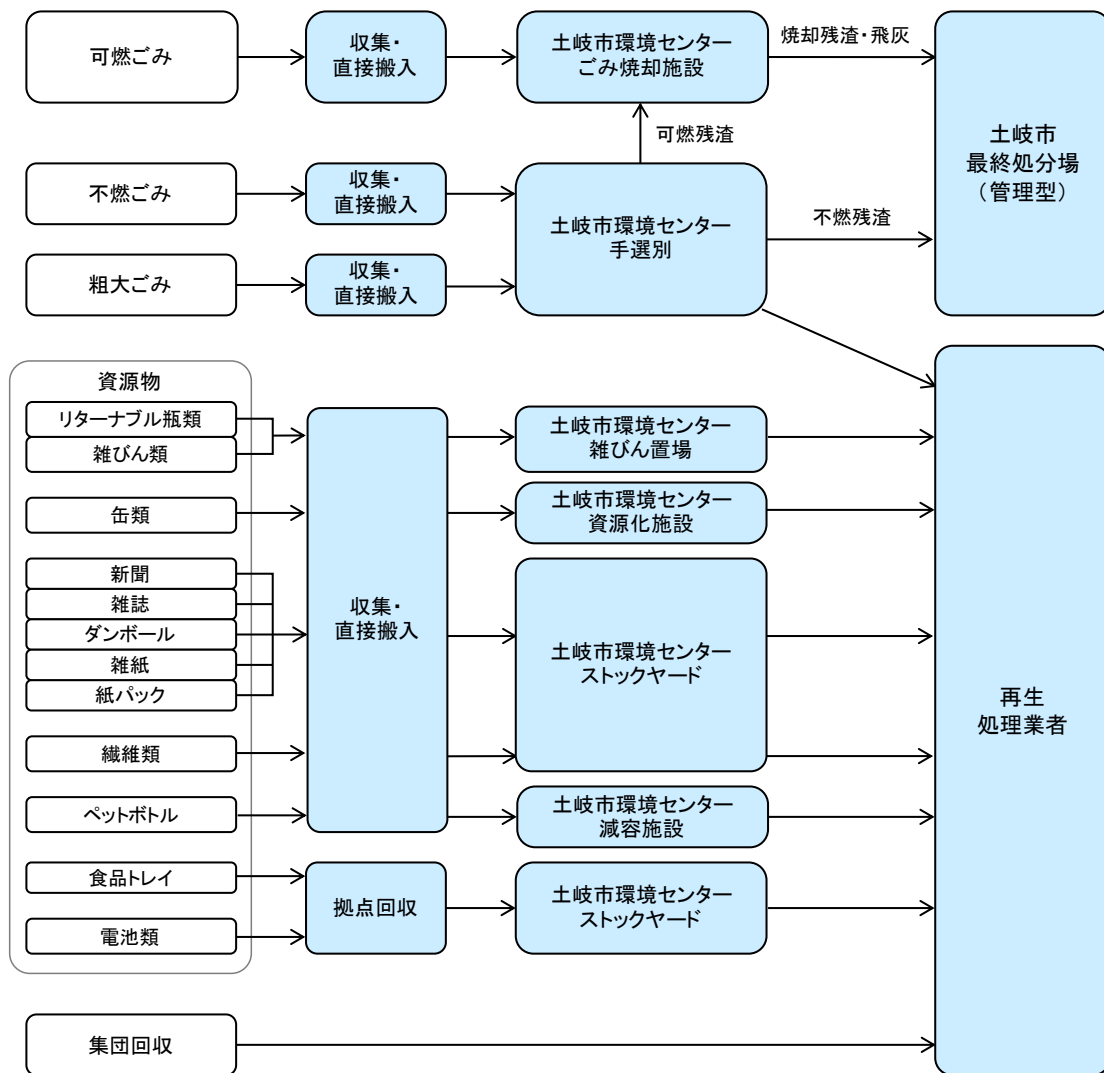 可燃ごみ
収集・
直接搬入
土岐市環境センター
ごみ焼却施設
焼却残渣・飛灰
可燃残渣
土岐市
最終処分場
（管理型）
不燃ごみ
収集・
直接搬入
土岐市環境センター
手選別
不燃残渣
粗大ごみ
収集・
直接搬入
資源物
リターナブル瓶類
雑びん類
缶類
新聞
雑誌
ダンボール
雑紙
紙パック
繊維類
ペットボトル
収集・
直接搬入
土岐市環境センター
雑びん置場
土岐市環境センター
資源化施設
土岐市環境センター
ストックヤード
土岐市環境センター
減容施設
再生
処理業者
食品トレイ
電池類
拠点回収
土岐市環境センター
ストックヤード
集団回収